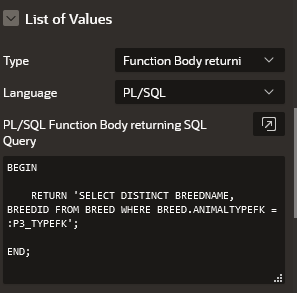 List of Values
Type
Function Body returni
Language
PL/SQL
PL/SQL Function Body returning SQL
Query
BEGIN
RETURN 'SELECT DISTINCT BREEDNAME,
BREEDID FROM BREED WHERE BREED.ANIMALTYPEFK =
:P3_TYPEFK';
END;